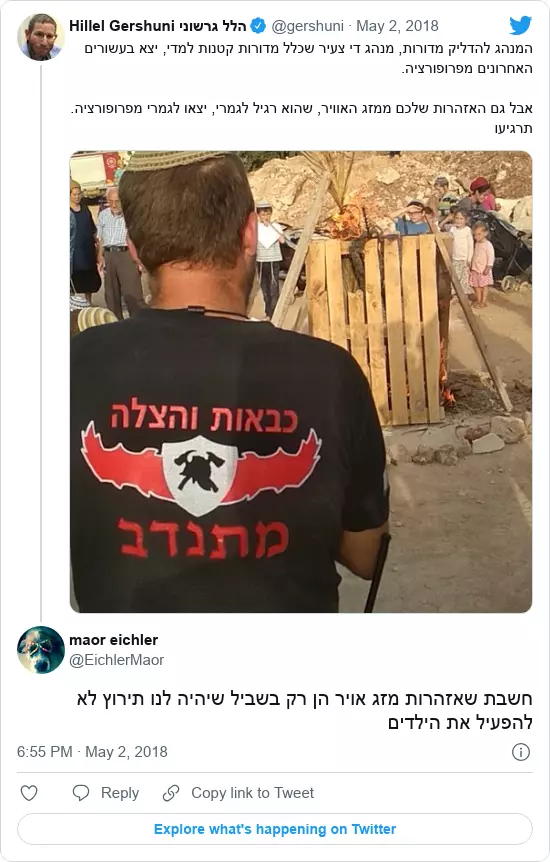 Hillel Gershuni הלל גרשוני @gershuni · May 2, 2018
המנהג להדליק מדורות, מנהג די צעיר שכלל מדורות קטנות למדי, יצא בעשורים
האחרונים מפרופורציה.
אבל גם האזהרות שלכם ממזג האוויר, שהוא רגיל לגמרי, יצאו לגמרי מפרופורציה.
תרגיעו
כבאות והצלה
מתנדב
maor eichler
@EichlerMaor
חשבת שאזהרות מזג אויר הן רק בשביל שיהיה לנו תירוץ לא
להפעיל את הילדים
6:55 PM · May 2, 2018
Reply
Copy link to Tweet
Explore what's happening on Twitter